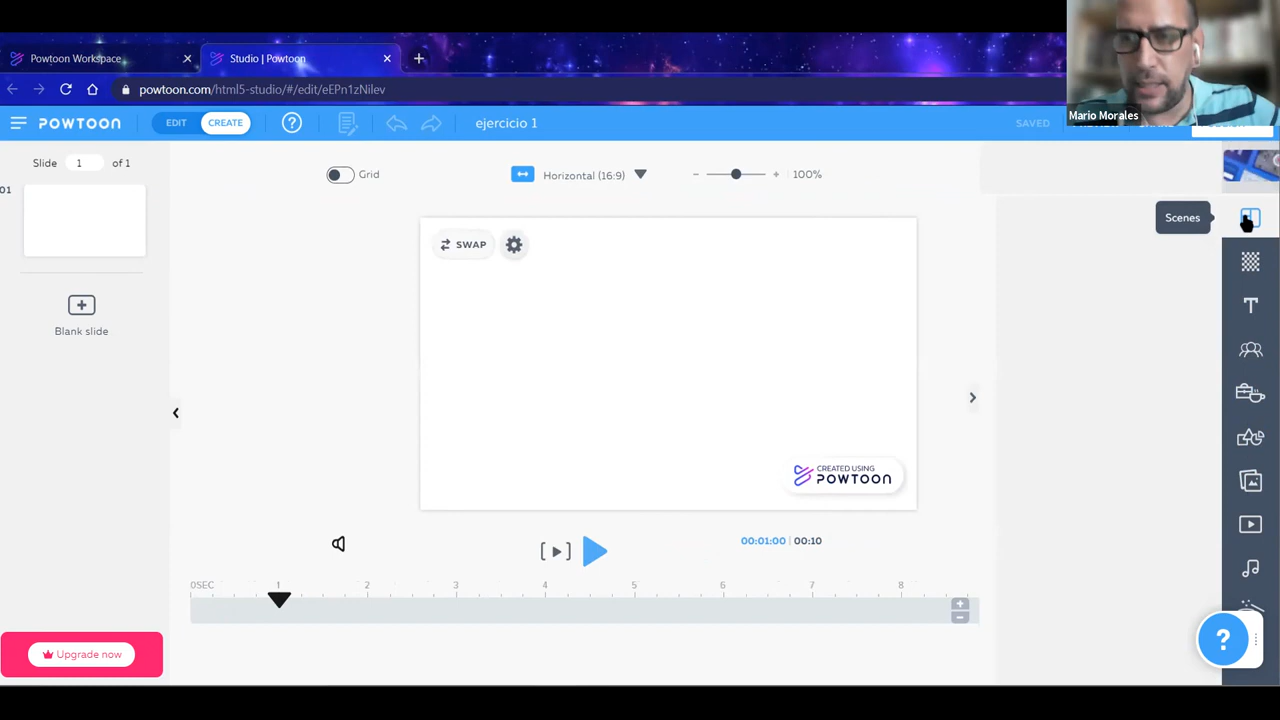 Powtoon Workspace
Studio | Powtoon
powtoon.com/html5-studio/#/edit/eEPn1zNilev
Mario Morales
POWTOON
EDIT
CREATE
ejercicio 1
SAVED
Slide 1 of 1
Grid
Horizontal (16:9)
100%
01
Scenes
SWAP
T
Blank slide
CREATED USING
POWTOON
00:01:00 | 00:10
0SEC 1 2 3 4 5 6 7 8
Upgrade now
?